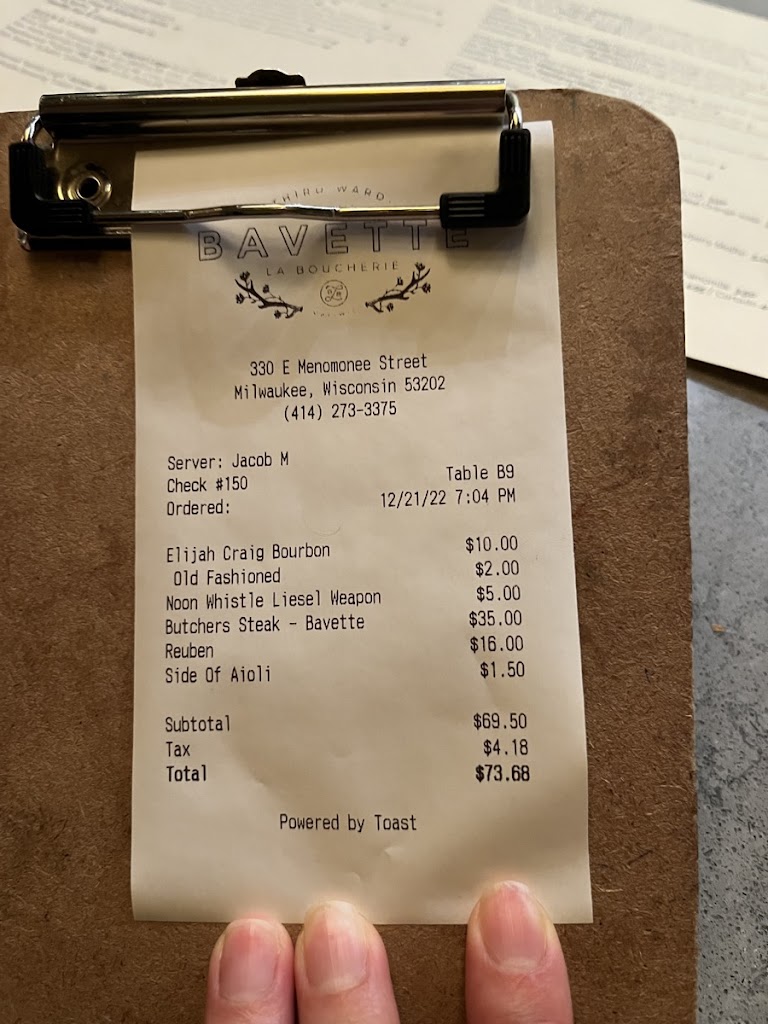 THIRD WARD
BAVETTE
LA BOUCHERIE
330 E Menomonee Street
Milwaukee, Wisconsin 53202
(414) 273-3375
Server: Jacob M
Check #150 Table B9
Ordered: 12/21/22 7:04 PM
Elijah Craig Bourbon $10.00
Old Fashioned $2.00
Noon Whistle Liesel Weapon $5.00
Butchers Steak - Bavette $35.00
Reuben $16.00
Side Of Aioli $1.50
Subtotal $69.50
Tax $4.18
Total $73.68
Powered by Toast